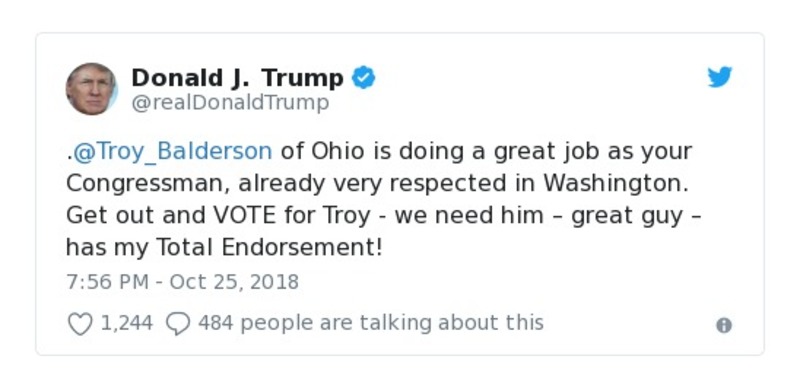 Donald J. Trump
@realDonaldTrump
.@Troy_Balderson of Ohio is doing a great job as your
Congressman, already very respected in Washington.
Get out and VOTE for Troy - we need him – great guy –
has my Total Endorsement!
7:56 PM - Oct 25, 2018
1,244 484 people are talking about this